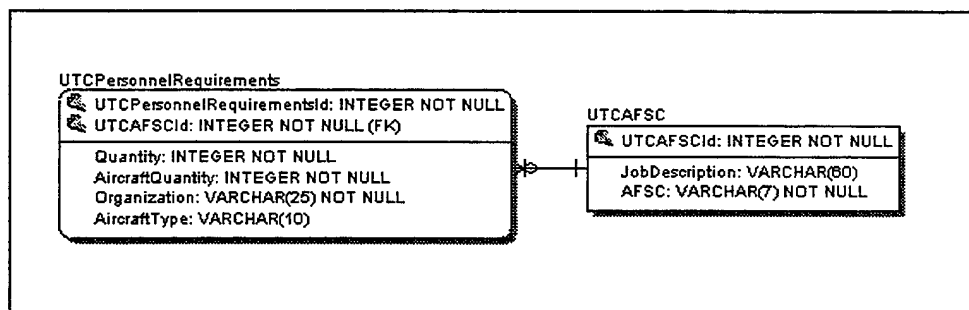 UTCPersonnelRequirements
UTCPersonnelRequirementsId: INTEGER NOT NULL
UTCAFSCId: INTEGER NOT NULL (FK)
Quantity: INTEGER NOT NULL
AircraftQuantity: INTEGER NOT NULL
Organization: VARCHAR(25) NOT NULL
AircraftType: VARCHAR(10)
UTCAFSC
UTCAFSCId: INTEGER NOT NULL
JobDescription: VARCHAR(60)
AFSC: VARCHAR(7) NOT NULL